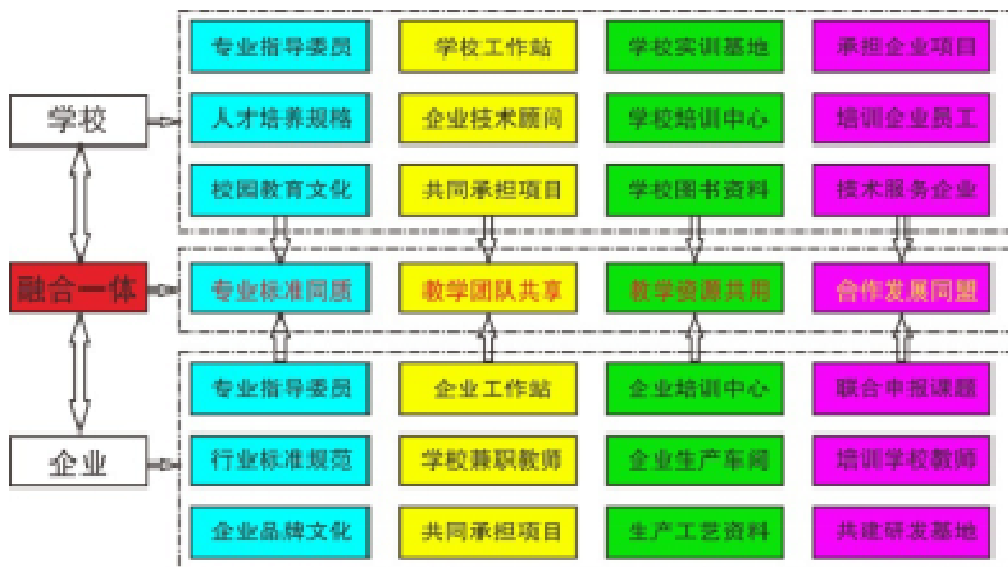 专业指导委员 学校工作站 学校实训基地 承担企业项目
学校 人才培养规格 企业技术顾问 学校培训中心 培训企业员工
校园教育文化 共同承担项目 学校图书资料 技术服务企业
融合一体 专业标准同质 教学团队共享 教学资源共用 合作发展同盟
专业指导委员 企业工作站 企业培训中心 联合申报课题
企业 行业标准规范 学校兼职教师 企业生产车间 培训学校教师
企业品牌文化 共同承担项目 生产工艺资料 共建研发基地